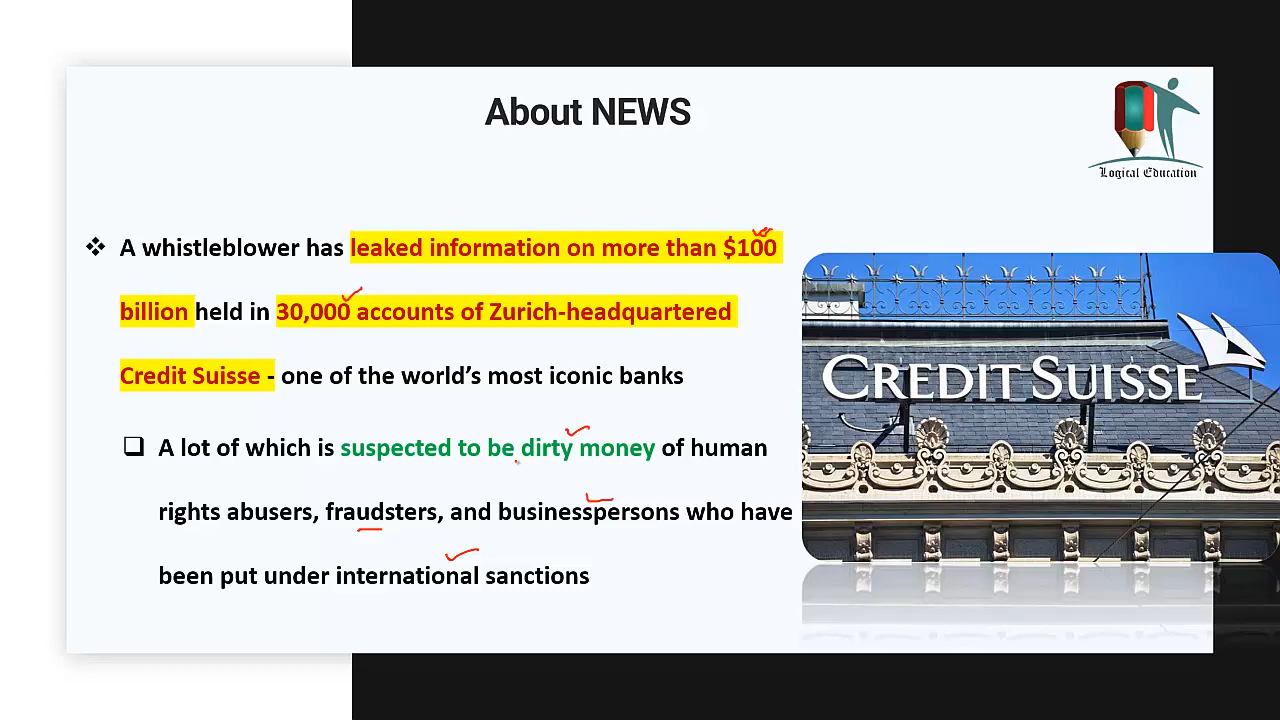 About NEWS
Logical Education
❖ A whistleblower has leaked information on more than $100
billion held in 30,000 accounts of Zurich-headquartered
Credit Suisse - one of the world's most iconic banks
CREDIT SUISSE
❑ A lot of which is suspected to be dirty money of human
rights abusers, fraudsters, and businesspersons who have
been put under international sanctions